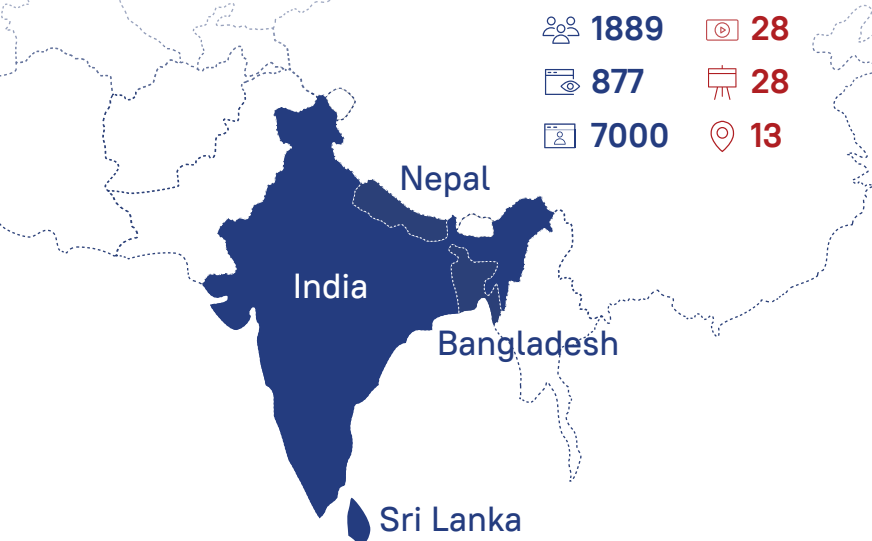 1889 28
877 28
7000 13
Nepal
India
Bangladesh
Sri Lanka